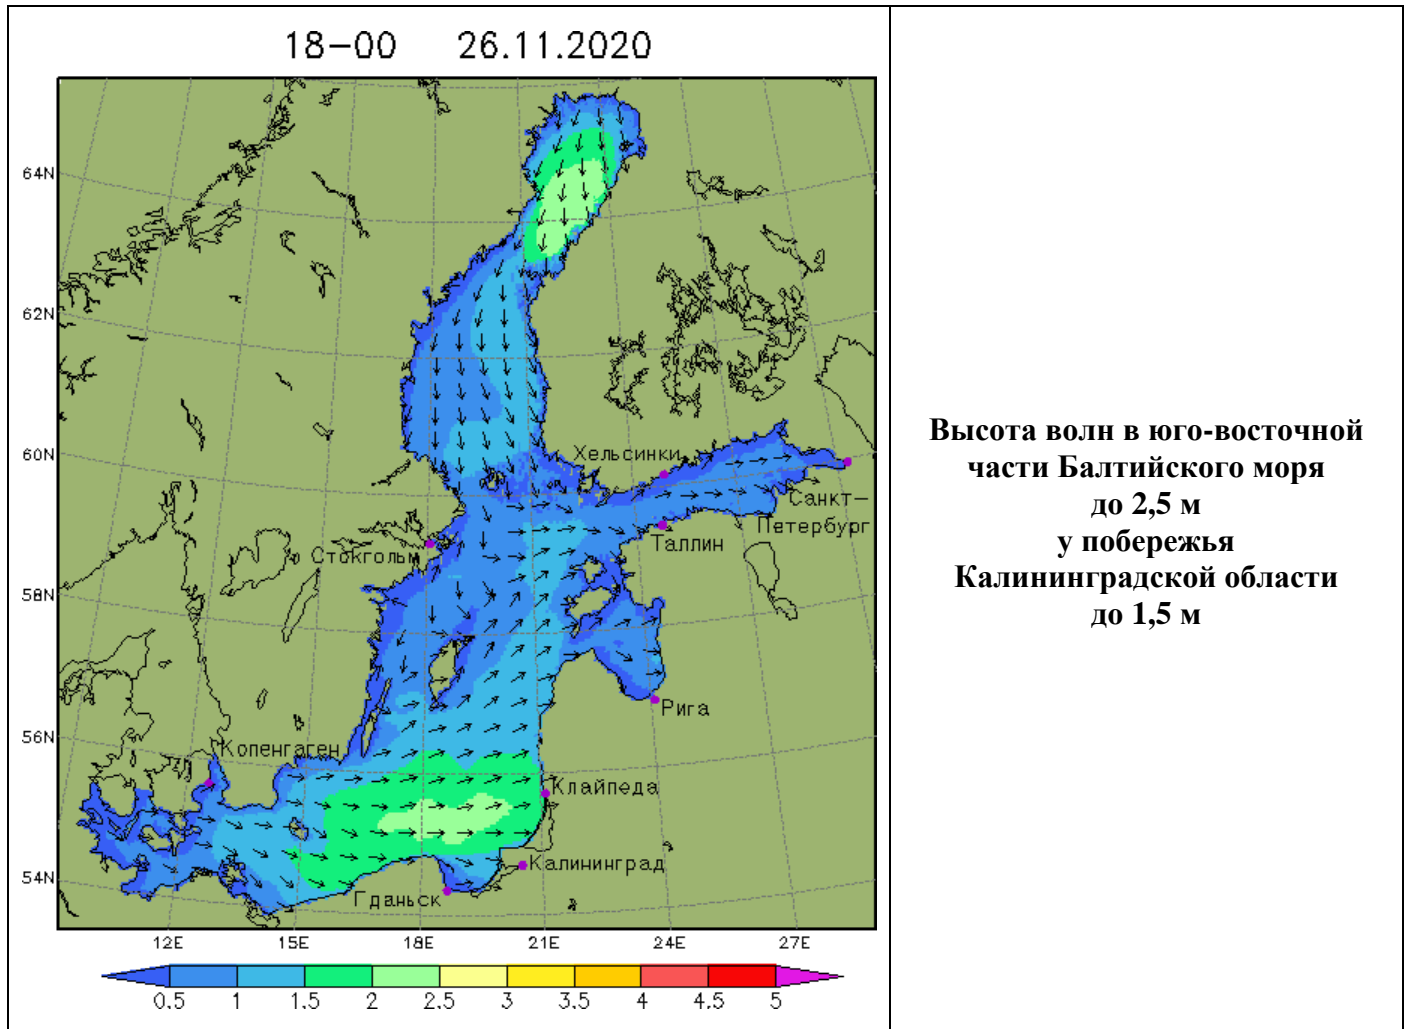 18-00 26.11.2020
64N
62N
60N
58N
56N
54N
Хельсинки
Санкт-
Петербург
Таллин
Стокгольм
Рига
Копенгаген
Клайпеда
Калининград
Гданьск
12E 15E 18E 21E 24E 27E
0.5 1 1.5 2 2.5 3 3.5 4 4.5 5
Высота волн в юго-восточной
части Балтийского моря
до 2,5 м
у побережья
Калининградской области
до 1,5 м